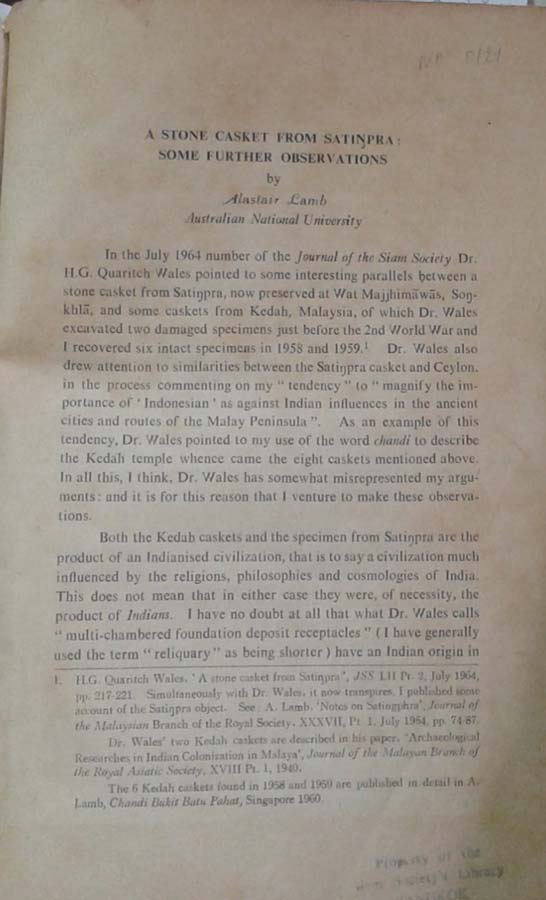 A STONE CASKET FROM SATIŊPRA:
SOME FURTHER OBSERVATIONS
by
Alastair Lamb
Australian National University
In the July 1964 number of the Journal of the Siam Society Dr.
H.G. Quaritch Wales pointed to some interesting parallels between a
stone casket from Satiŋpra, now preserved at Wat Majjhimāwās, Soŋ-
khlā, and some caskets from Kedah, Malaysia, of which Dr. Wales
excavated two damaged specimens just before the 2nd World War and
I recovered six intact specimens in 1958 and 1959.¹ Dr. Wales also
drew attention to similarities between the Satiŋpra casket and Ceylon,
in the process commenting on my " tendency " to " magnify the im-
portance of ' Indonesian ' as against Indian influences in the ancient
cities and routes of the Malay Peninsula ". As an example of this
tendency, Dr. Wales pointed to my use of the word chandi to describe
the Kedah temple whence came the eight caskets mentioned above.
In all this, I think, Dr. Wales has somewhat misrepresented my argu-
ments: and it is for this reason that I venture to make these observa-
tions.
Both the Kedah caskets and the specimen from Satiŋpra are the
product of an Indianised civilization, that is to say a civilization much
influenced by the religions, philosophies and cosmologies of India.
This does not mean that in either case they were, of necessity, the
product of Indians. I have no doubt at all that what Dr. Wales calls
" multi-chambered foundation deposit receptacles " ( I have generally
used the term " reliquary " as being shorter ) have an Indian origin in
1. H.G. Quaritch Wales, ' A stone casket from Satiŋpra', JSS LII Pt. 2, July 1964,
pp. 217-221. Simultaneously with Dr. Wales, it now transpires, I published some
account of the Satiŋpra object. See: A. Lamb, 'Notes on Satingphra', Journal of
the Malaysian Branch of the Royal Society, XXXVII, Pt. 1, July 1964, pp. 74-87.
Dr. Wales' two Kedah caskets are described in his paper, 'Archaeological
Researches in Indian Colonization in Malaya', Journal of the Malayan Branch of
the Royal Asiatic Society, XVIII Pt. 1, 1940.
The 6 Kedah caskets found in 1958 and 1959 are published in detail in A.
Lamb, Chandi Bukit Batu Pahat, Singapore 1960.
Property of the
Society's Library